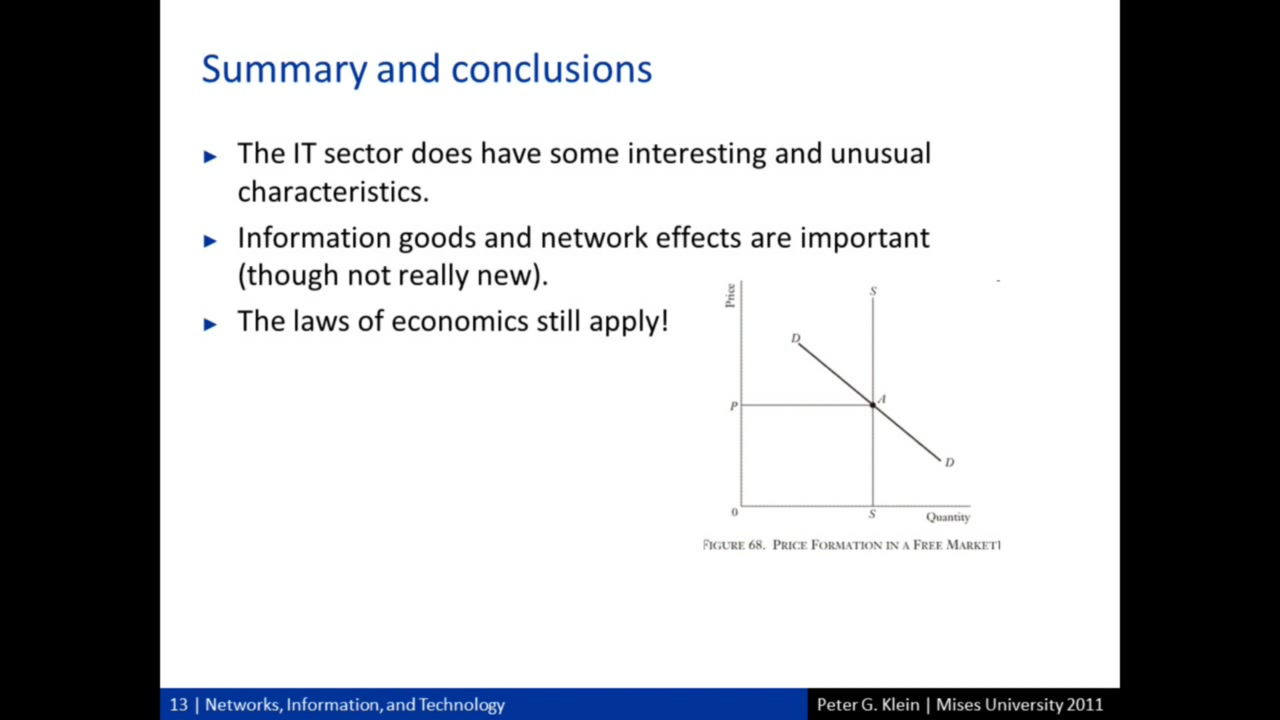 Summary and conclusions
► The IT sector does have some interesting and unusual
characteristics.
► Information goods and network effects are important
(though not really new).
► The laws of economics still apply!
Price
S
D
P
A
D
0
S
Quantity
FIGURE 68. PRICE FORMATION IN A FREE MARKET
13 | Networks, Information, and Technology
Peter G. Klein | Mises University 2011